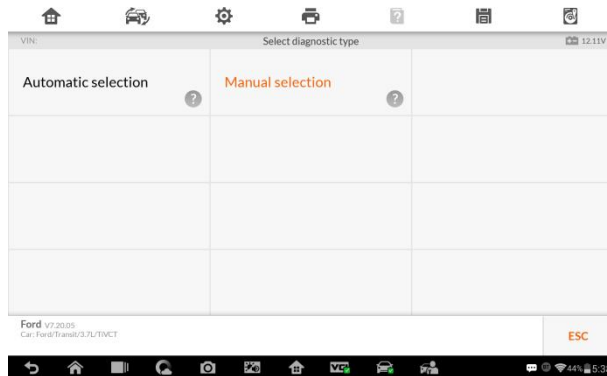 VIN:
Select diagnostic type
12.11V
Automatic selection
?
Manual selection
?
Ford V7.20.05
Car: Ford/Transit/3.7L/TiVCT
ESC
VCI
44%